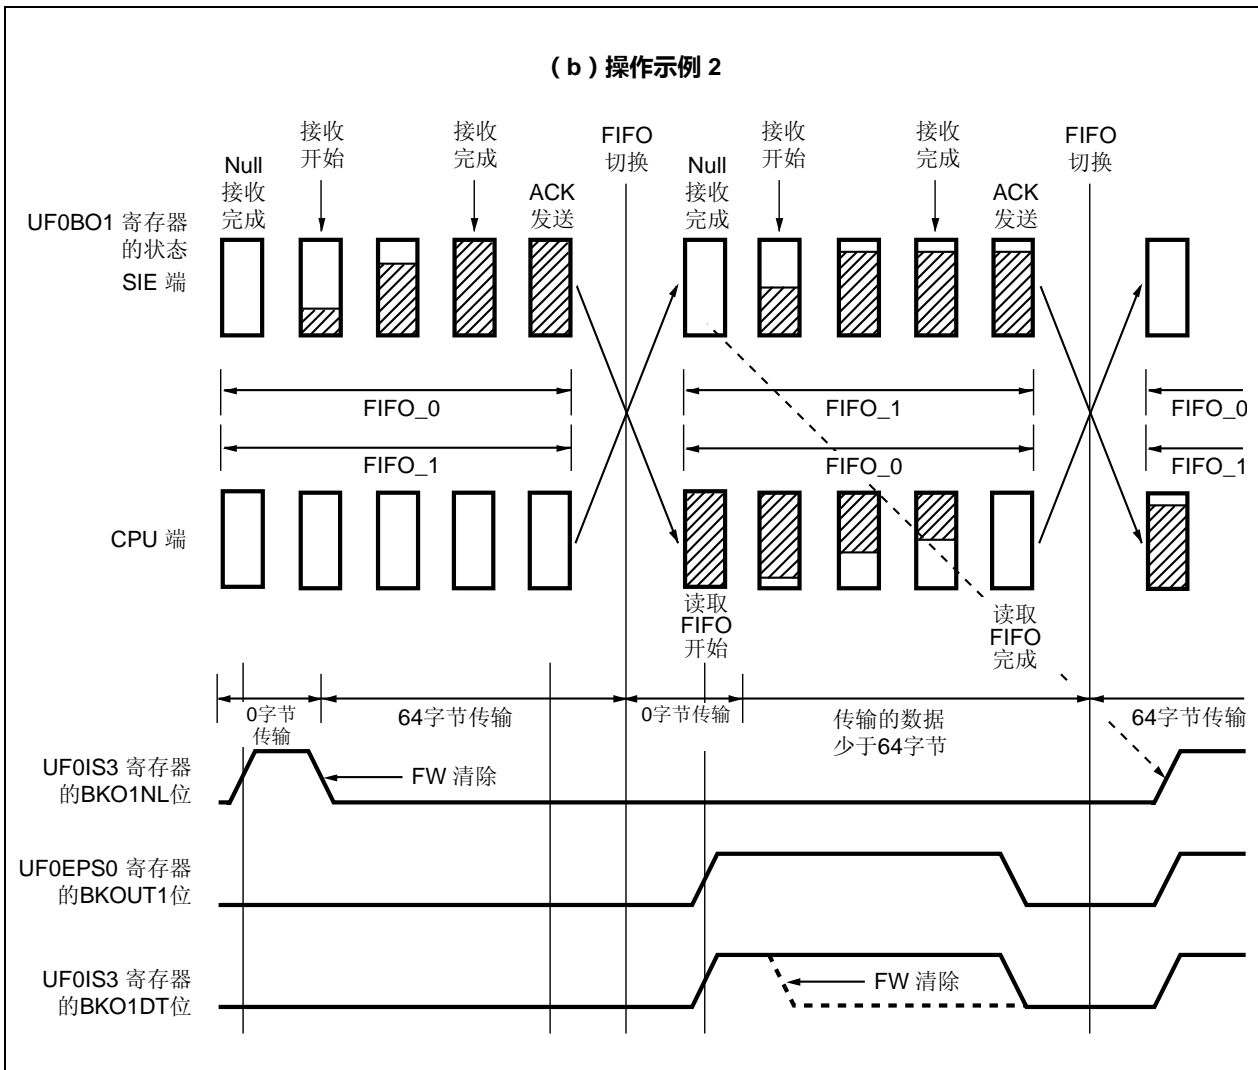 (b)操作示例 2
接收
开始
接收
完成
FIFO
切换
接收
开始
接收
完成
FIFO
切换
Null
接收
完成
ACK
发送
Null
接收
完成
ACK
发送
UF0BO1 寄存器
的状态
SIE 端
FIFO_0
FIFO_1
FIFO_0
FIFO_1
FIFO_0
FIFO_1
CPU 端
读取
FIFO
开始
读取
FIFO
完成
0字节
传输
64字节传输
0字节传输
传输的数据
少于64字节
64字节传输
UF0IS3 寄存器
的BKO1NL位
FW 清除
UF0EPS0 寄存器
的BKOUT1位
UF0IS3 寄存器
的BKO1DT位
FW 清除